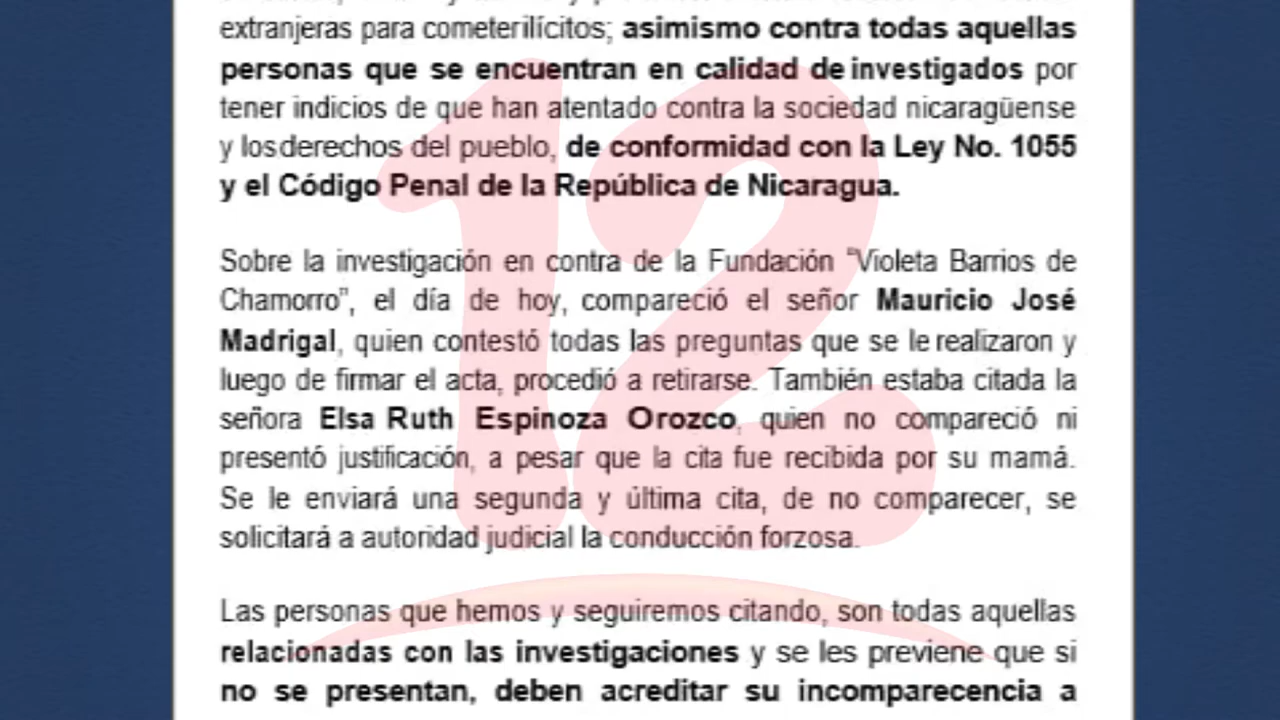 extranjeras para cometerilícitos; asimismo contra todas aquellas
personas que se encuentran en calidad de investigados por
tener indicios de que han atentado contra la sociedad nicaragüense
y los derechos del pueblo, de conformidad con la Ley No. 1055
y el Código Penal de la República de Nicaragua.
Sobre la investigación en contra de la Fundación "Violeta Barrios de
Chamorro", el día de hoy, compareció el señor Mauricio José
Madrigal, quien contestó todas las preguntas que se le realizaron y
luego de firmar el acta, procedió a retirarse. También estaba citada la
señora Elsa Ruth Espinoza Orozco, quien no compareció ni
presentó justificación, a pesar que la cita fue recibida por su mamá.
Se le enviará una segunda y última cita, de no comparecer, se
solicitará a autoridad judicial la conducción forzosa.
Las personas que hemos y seguiremos citando, son todas aquellas
relacionadas con las investigaciones y se les previene que si
no se presentan, deben acreditar su incomparecencia a
12